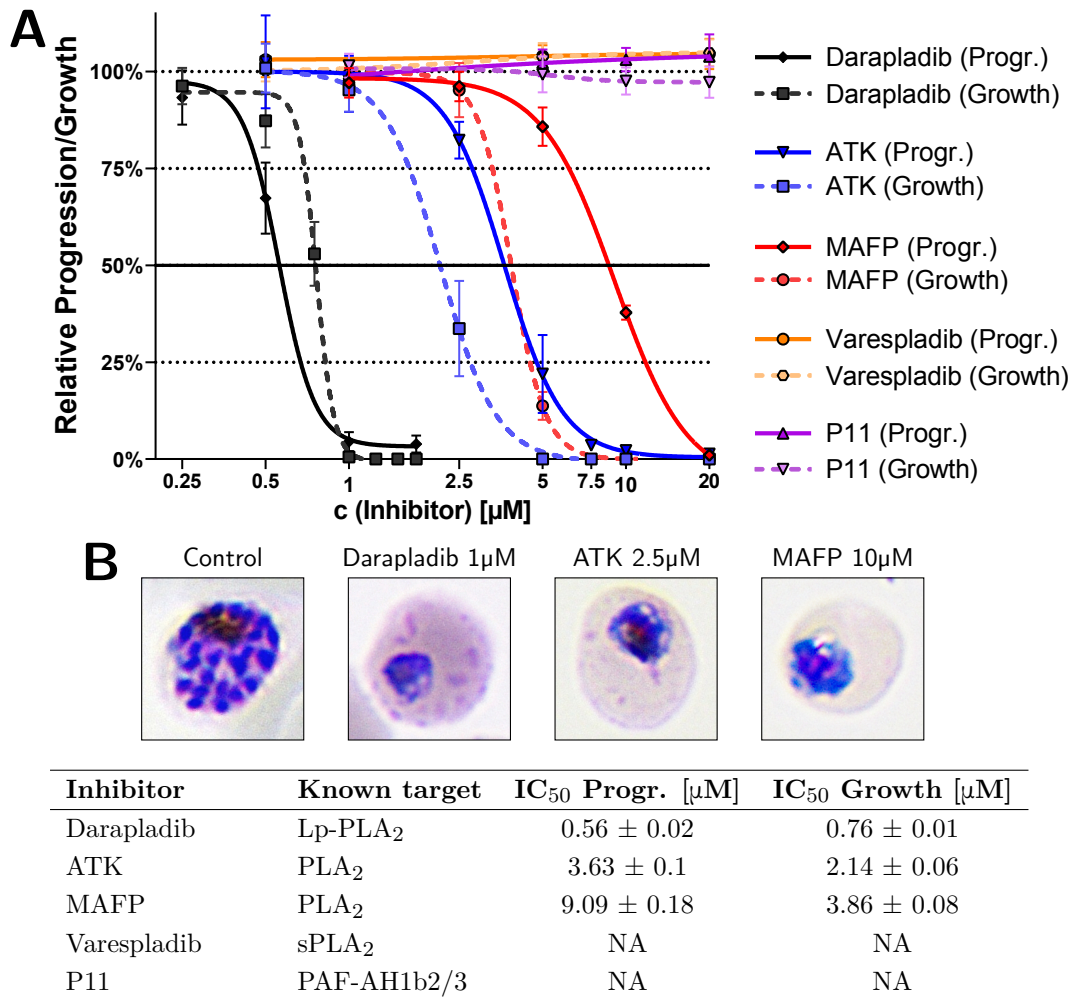 A
Relative Progression/Growth
100%
75%
50%
25%
0%
0.25 0.5 1 2.5 5 7.5 10 20
c (Inhibitor) [µM]
Darapladib (Progr.)
Darapladib (Growth)
ATK (Progr.)
ATK (Growth)
MAFP (Progr.)
MAFP (Growth)
Varespladib (Progr.)
Varespladib (Growth)
P11 (Progr.)
P11 (Growth)
B
Control Darapladib 1µM ATK 2.5µM MAFP 10µM
Inhibitor Known target IC₅₀ Progr. [µM] IC₅₀ Growth [µM]
Darapladib Lp-PLA₂ 0.56 ± 0.02 0.76 ± 0.01
ATK PLA₂ 3.63 ± 0.1 2.14 ± 0.06
MAFP PLA₂ 9.09 ± 0.18 3.86 ± 0.08
Varespladib sPLA₂ NA NA
P11 PAF-AH1b2/3 NA NA